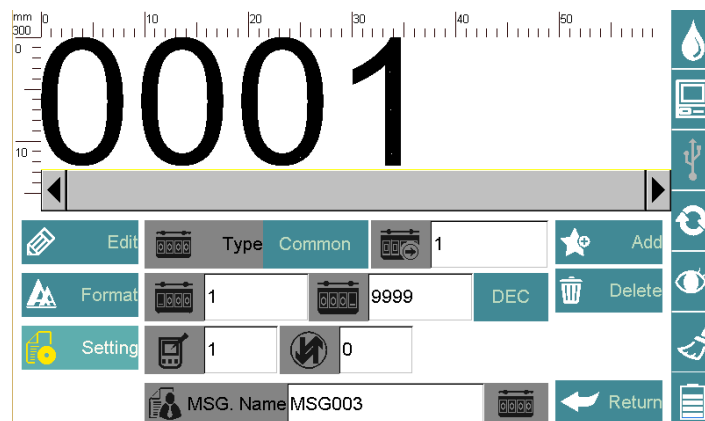 mm 0 10 20 30 40 50
300
0
0001
10
Edit Type Common 1 Add
Format 1 9999 DEC Delete
Setting 1 0
MSG. Name MSG003 Return